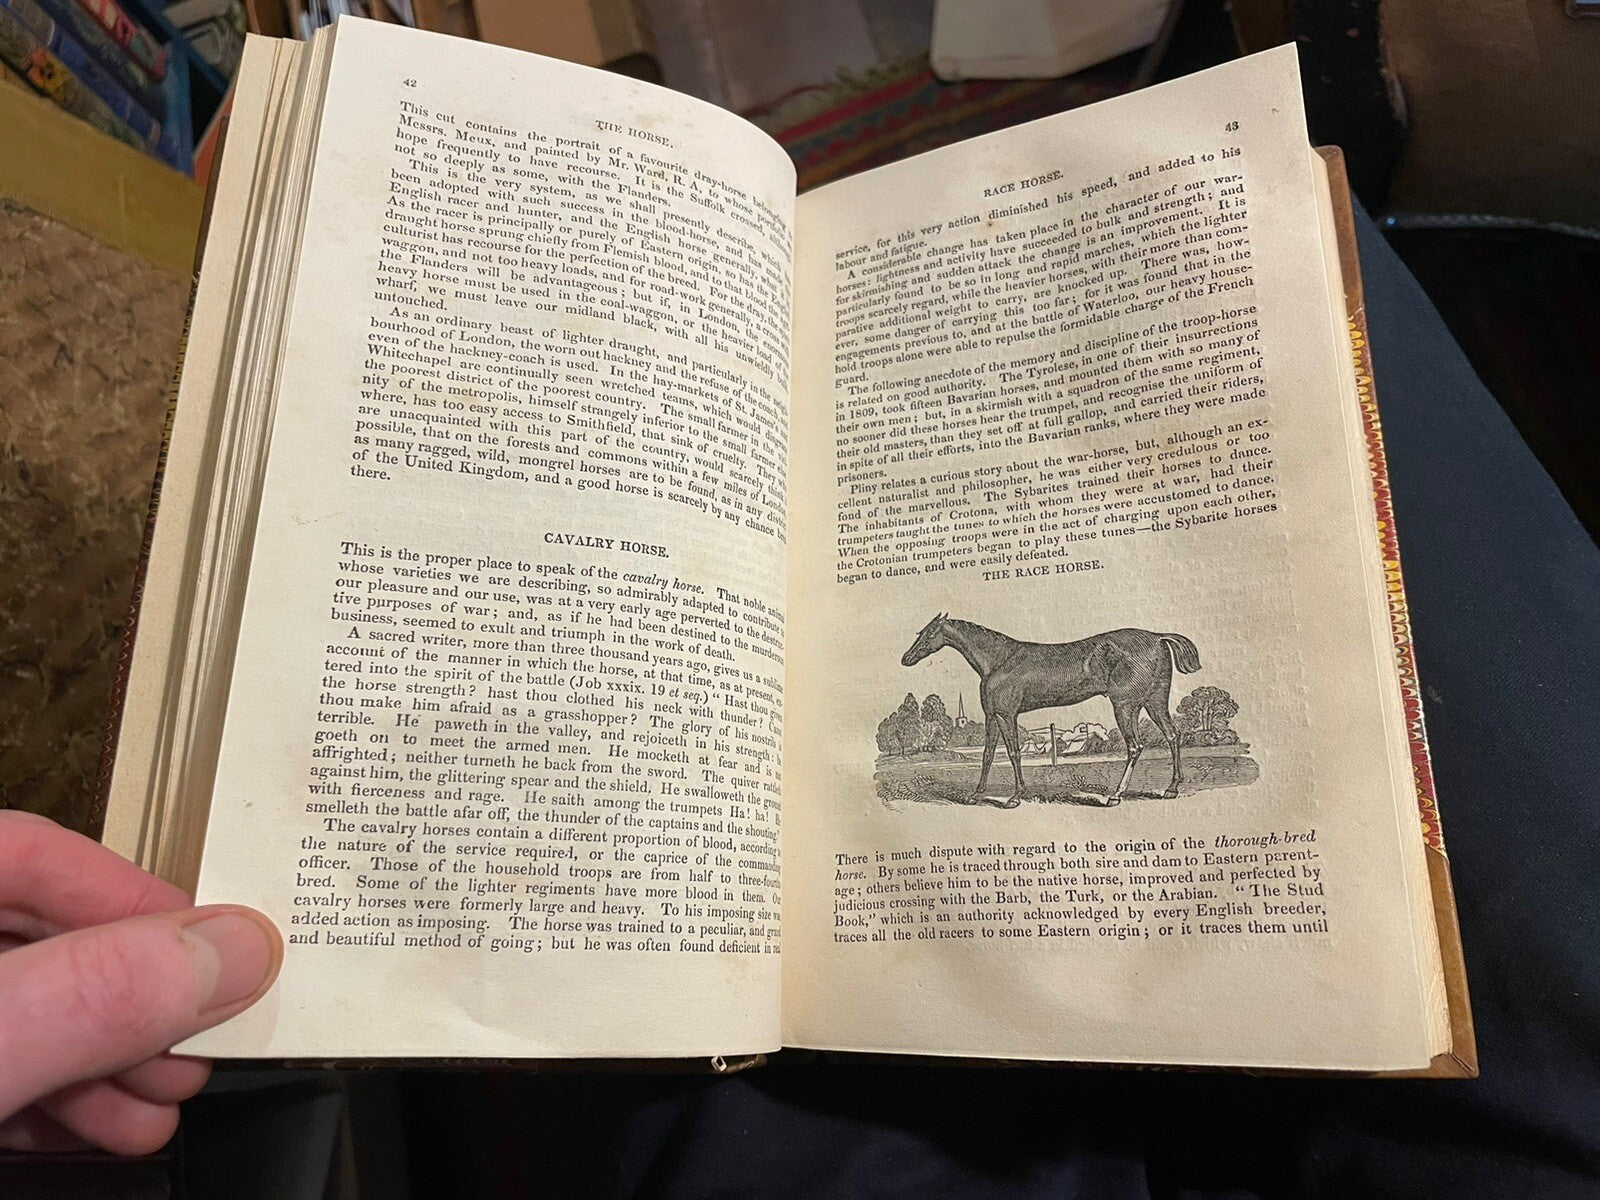 42
THE HORSE.
This cut contains the portrait of a favourite dray-horse belonging
Messrs. Meux, and painted by Mr. Ward, R. A. to whose
hope frequently to have recourse. It is the Suffolk crossed, although
not so deeply as some, with the Flanders.
This is the very system, as we shall presently describe, which has
been adopted with such success in the blood-horse, and has made
English racer and hunter, and the English horse generally, what
As the racer is principally or purely of Eastern origin, so has the English
draught horse sprung chiefly from Flemish blood, and to that blood the
culturist has recourse for the perfection of the breed. For the dray, the
waggon, and not too heavy loads, and for road-work generally, a cross with
the Flanders will be advantageous; but if, in London, the enormous
heavy horse must be used in the coal-waggon, or the heavier load of
wharf, we must leave our midland black, with all his unwieldly bulk,
untouched.
As an ordinary beast of lighter draught, and particularly in the neigh-
bourhood of London, the worn out hackney and the refuse of the coach, and
even of the hackney-coach is used. In the hay-markets of St. James's and
Whitechapel are continually seen wretched teams, which would disgrace
the poorest district of the poorest country. The small farmer in the vici-
nity of the metropolis, himself strangely inferior to the small farmer else-
where, has too easy access to Smithfield, that sink of cruelty. They who
are unacquainted with this part of the country, would scarcely think it
possible, that on the forests and commons within a few miles of London,
as many ragged, wild, mongrel horses are to be found, as in any district
of the United Kingdom, and a good horse is scarcely by any chance bred
there.
CAVALRY HORSE.
This is the proper place to speak of the cavalry horse. That noble animal
whose varieties we are describing, so admirably adapted to contribute to
our pleasure and our use, was at a very early age perverted to the destruc-
tive purposes of war; and, as if he had been destined to the murderous
business, seemed to exult and triumph in the work of death.
A sacred writer, more than three thousand years ago, gives us a sublime
account of the manner in which the horse, at that time, as at present, en-
tered into the spirit of the battle (Job xxxix. 19 et seq.) "Hast thou given
the horse strength? hast thou clothed his neck with thunder? Canst
thou make him afraid as a grasshopper? The glory of his nostrils is
terrible. He paweth in the valley, and rejoiceth in his strength: he
goeth on to meet the armed men. He mocketh at fear and is not
affrighted; neither turneth he back from the sword. The quiver rattleth
against him, the glittering spear and the shield. He swalloweth the ground
with fierceness and rage. He saith among the trumpets Ha! ha! He
smelleth the battle afar off, the thunder of the captains and the shouting."
The cavalry horses contain a different proportion of blood, according to
the nature of the service required, or the caprice of the commanding
officer. Those of the household troops are from half to three-fourths
bred. Some of the lighter regiments have more blood in them. Our
cavalry horses were formerly large and heavy. To his imposing size was
added action as imposing. The horse was trained to a peculiar, and grand
and beautiful method of going; but he was often found deficient in real
43
RACE HORSE.
service, for this very action diminished his speed, and added to his
labour and fatigue.
A considerable change has taken place in the character of our war-
horses: lightness and activity have succeeded to bulk and strength; and
for skirmishing and sudden attack the change is an improvement. It is
particularly found to be so in long and rapid marches, which the lighter
troops scarcely regard, while the heavier horses, with their more than com-
parative additional weight to carry, are knocked up. There was, how-
ever, some danger of carrying this too far; for it was found that in the
engagements previous to, and at the battle of Waterloo, our heavy house-
hold troops alone were able to repulse the formidable charge of the French
guard.
The following anecdote of the memory and discipline of the troop-horse
is related on good authority. The Tyrolese, in one of their insurrections
in 1809, took fifteen Bavarian horses, and mounted them with so many of
their own men; but, in a skirmish with a squadron of the same regiment,
no sooner did these horses hear the trumpet, and recognise the uniform of
their old masters, than they set off at full gallop, and carried their riders,
in spite of all their efforts, into the Bavarian ranks, where they were made
prisoners.
Pliny relates a curious story about the war-horse, but, although an ex-
cellent naturalist and philosopher, he was either very credulous or too
fond of the marvellous. The Sybarites trained their horses to dance.
The inhabitants of Crotona, with whom they were at war, had their
trumpeters taught the tunes to which the horses were accustomed to dance.
When the opposing troops were in the act of charging upon each other,
the Crotonian trumpeters began to play these tunes—the Sybarite horses
began to dance, and were easily defeated.
THE RACE HORSE.
There is much dispute with regard to the origin of the thorough-bred
horse. By some he is traced through both sire and dam to Eastern parent-
age; others believe him to be the native horse, improved and perfected by
judicious crossing with the Barb, the Turk, or the Arabian. "The Stud
Book," which is an authority acknowledged by every English breeder,
traces all the old racers to some Eastern origin; or it traces them until